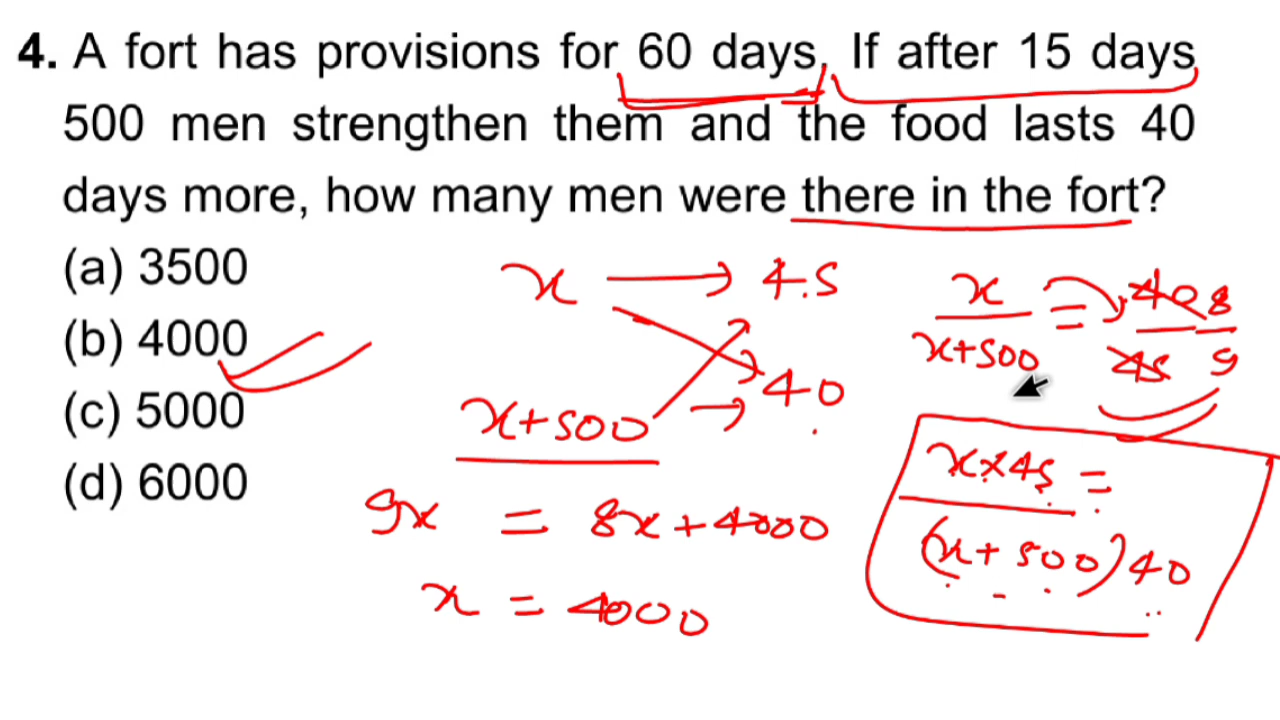 4. A fort has provisions for 60 days, If after 15 days
500 men strengthen them and the food lasts 40
days more, how many men were there in the fort?
(a) 3500
(b) 4000
(c) 5000
(d) 6000
x → 45
x+500 → 40
9x = 8x+4000
x = 4000
x/x+500 = 40/45 8/9
x×45 =
(x+500)40